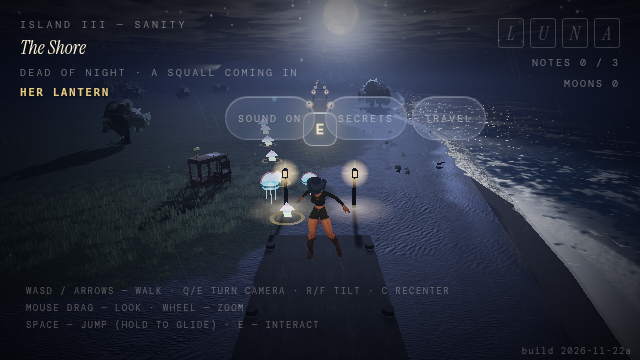 ISLAND III — SANITY
The Shore
DEAD OF NIGHT · A SQUALL COMING IN
HER LANTERN
LUNA
NOTES 0 / 3
MOONS 0
SOUND ON
SECRETS
TRAVEL
E
WASD / ARROWS — WALK · Q/E TURN CAMERA · R/F TILT · C RECENTER
MOUSE DRAG — LOOK · WHEEL — ZOOM
SPACE — JUMP (HOLD TO GLIDE) · E — INTERACT
build 2026-11-22a